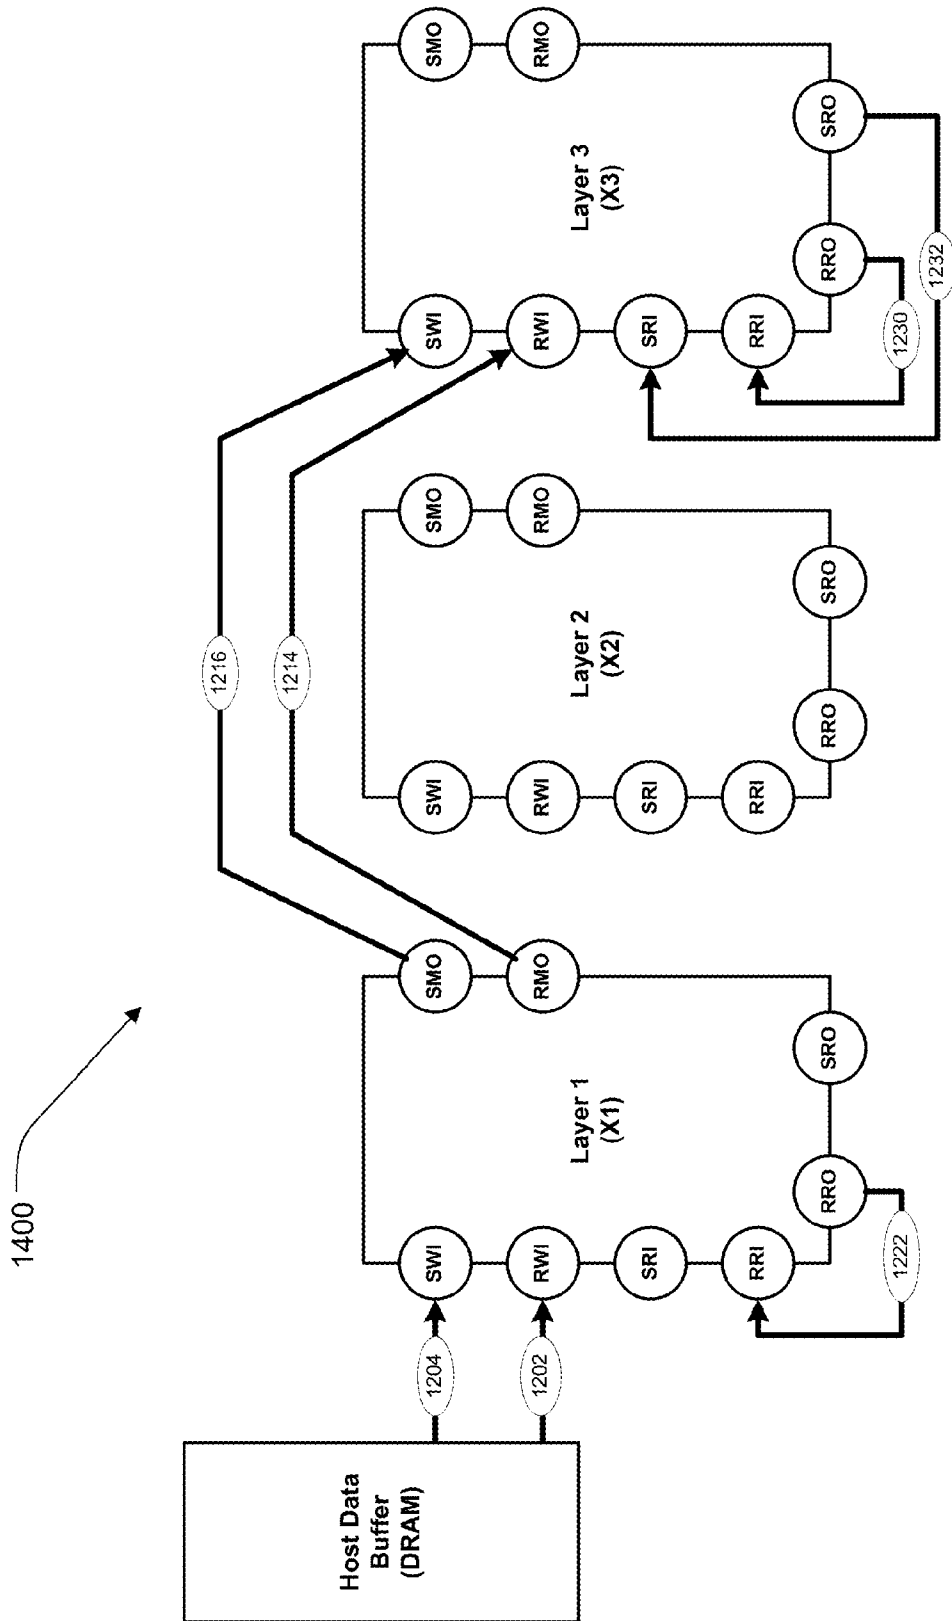 1400
Host Data
Buffer
(DRAM)
1204
1202
SWI
RWI
SRI
RRI
Layer 1
(X1)
SMO
RMO
RRO
SRO
1222
1216
1214
SWI
RWI
SRI
RRI
Layer 2
(X2)
SMO
RMO
RRO
SRO
SWI
RWI
SRI
RRI
Layer 3
(X3)
SMO
RMO
RRO
SRO
1230
1232